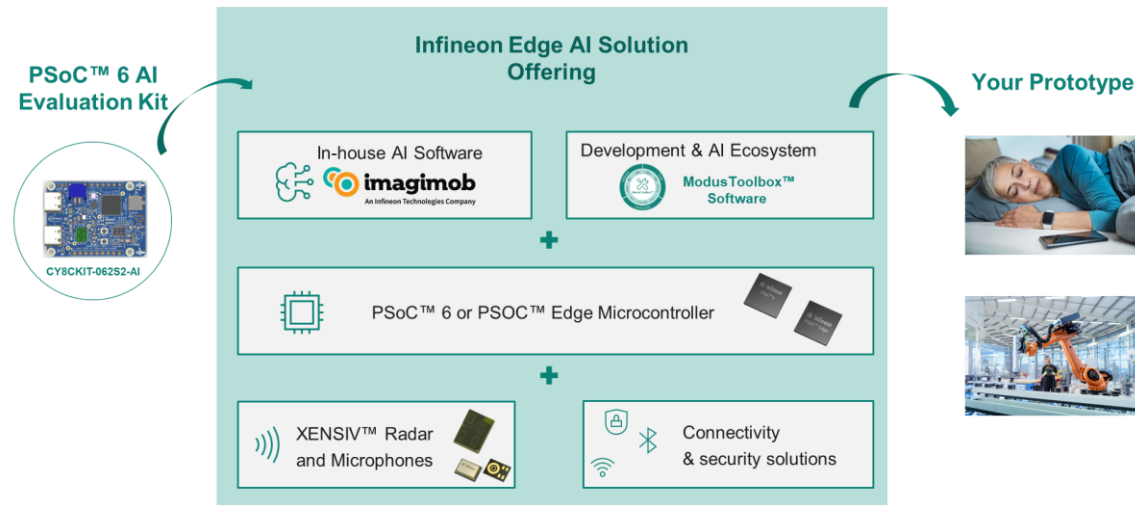 Infineon Edge AI Solution
Offering
PSoC™ 6 AI
Evaluation Kit
CY8CKIT-062S2-AI
Your Prototype
In-house AI Software
imagimob
An Infineon Technologies Company
Development & AI Ecosystem
ModusToolbox™
Software
+
PSoC™ 6 or PSOC™ Edge Microcontroller
+
XENSIV™ Radar
and Microphones
Connectivity
& security solutions